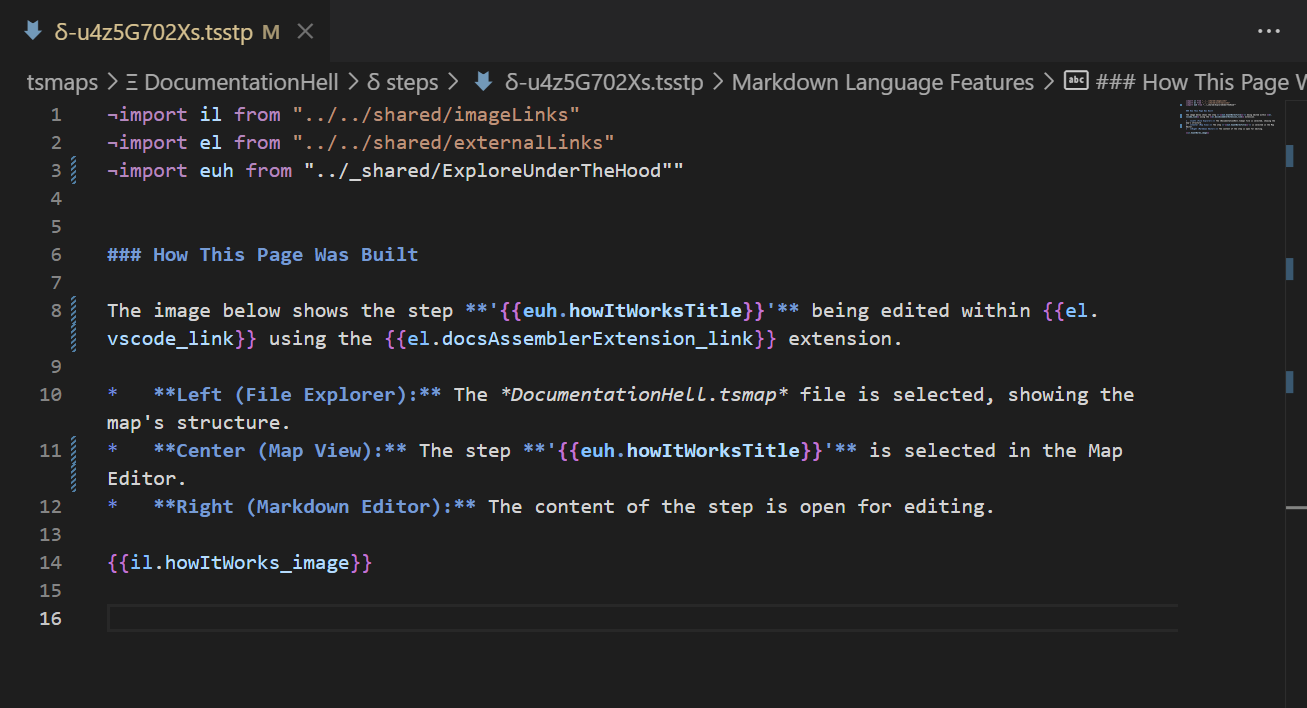 δ-u4z5G702Xs.tsstp M
tsmaps > Ξ DocumentationHell > δ steps > δ-u4z5G702Xs.tsstp > Markdown Language Features > ### How This Page W
1 ¬import il from "../../shared/imageLinks"
2 ¬import el from "../../shared/externalLinks"
3 ¬import euh from "../_shared/ExploreUnderTheHood""
4
5
6 ### How This Page Was Built
7
8 The image below shows the step **'{{euh.howItWorksTitle}}'** being edited within {{el.
vscode_link}} using the {{el.docsAssemblerExtension_link}} extension.
9
10 *   **Left (File Explorer):** The *DocumentationHell.tsmap* file is selected, showing the
map's structure.
11 *   **Center (Map View):** The step **'{{euh.howItWorksTitle}}'** is selected in the Map
Editor.
12 *   **Right (Markdown Editor):** The content of the step is open for editing.
13
14 {{il.howItWorks_image}}
15
16